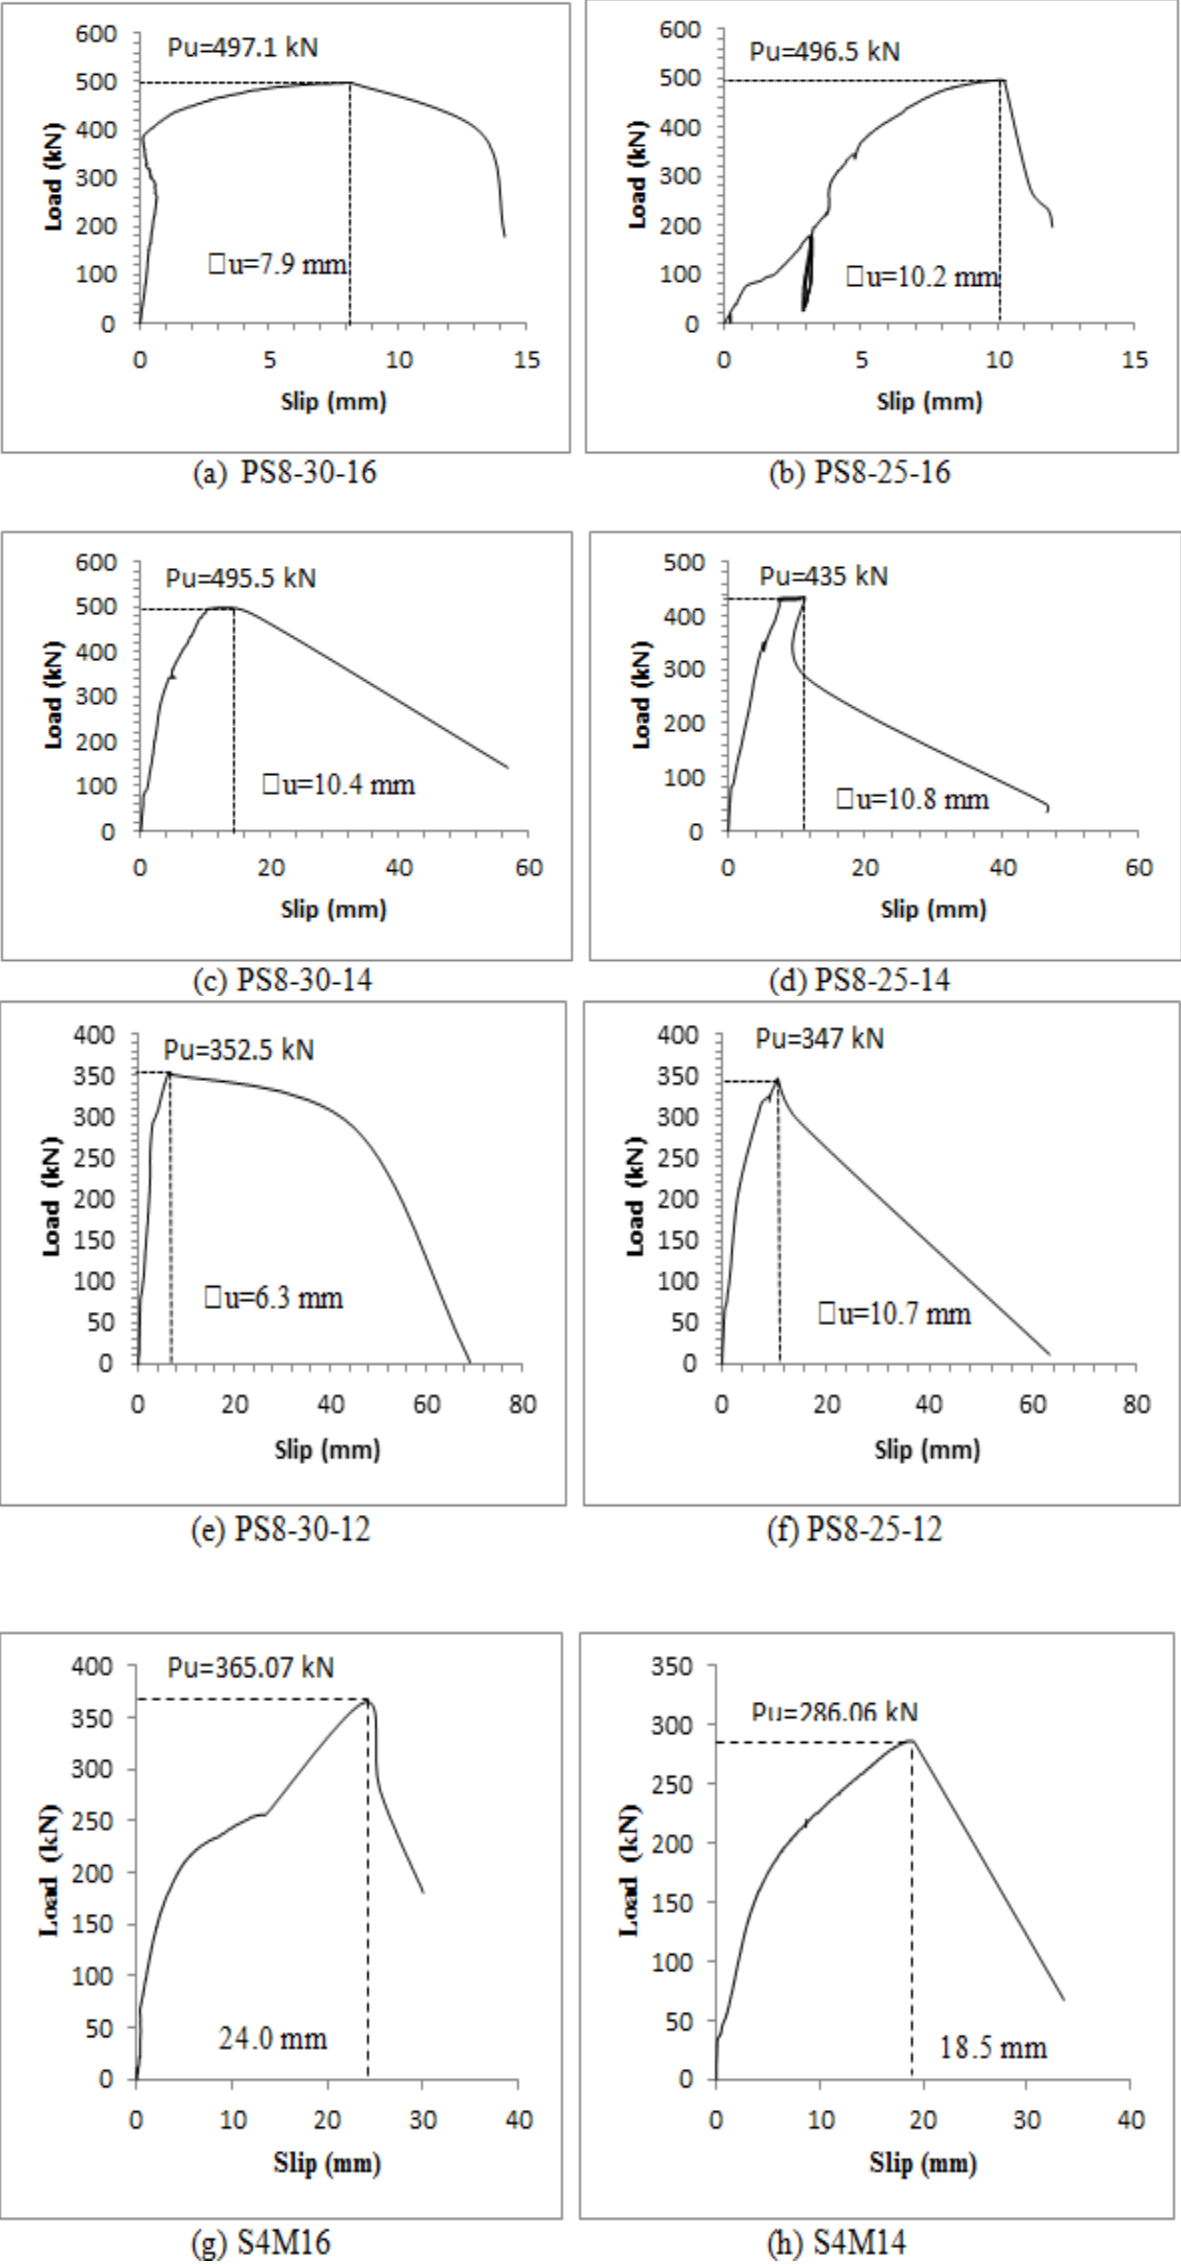 600
500
400
300
200
100
0
Load (kN)
Pu=497.1 kN
□u=7.9 mm
0 5 10 15
Slip (mm)
(a) PS8-30-16
600
500
400
300
200
100
0
Load (kN)
Pu=496.5 kN
□u=10.2 mm
0 5 10 15
Slip (mm)
(b) PS8-25-16
600
500
400
300
200
100
0
Load (kN)
Pu=495.5 kN
□u=10.4 mm
0 20 40 60
Slip (mm)
(c) PS8-30-14
500
400
300
200
100
0
Load (kN)
Pu=435 kN
□u=10.8 mm
0 20 40 60
Slip (mm)
(d) PS8-25-14
400
350
300
250
200
150
100
50
0
Load (kN)
Pu=352.5 kN
□u=6.3 mm
0 20 40 60 80
Slip (mm)
(e) PS8-30-12
400
350
300
250
200
150
100
50
0
Load (kN)
Pu=347 kN
□u=10.7 mm
0 20 40 60 80
Slip (mm)
(f) PS8-25-12
400
350
300
250
200
150
100
50
0
Load (kN)
Pu=365.07 kN
24.0 mm
0 10 20 30 40
Slip (mm)
(g) S4M16
350
300
250
200
150
100
50
0
Load (kN)
Pu=286.06 kN
18.5 mm
0 10 20 30 40
Slip (mm)
(h) S4M14